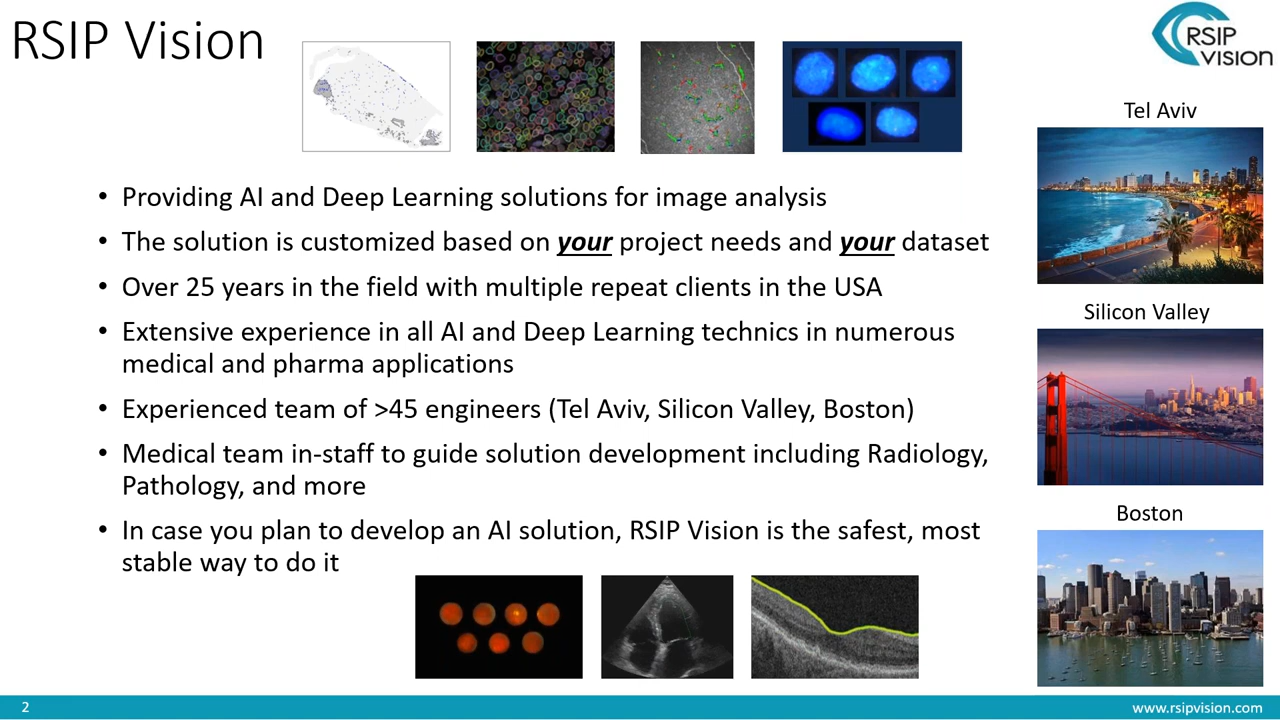 RSIP Vision
RSIP
vision
Tel Aviv
• Providing AI and Deep Learning solutions for image analysis
• The solution is customized based on your project needs and your dataset
• Over 25 years in the field with multiple repeat clients in the USA
• Extensive experience in all AI and Deep Learning technics in numerous
medical and pharma applications
• Experienced team of >45 engineers (Tel Aviv, Silicon Valley, Boston)
• Medical team in-staff to guide solution development including Radiology,
Pathology, and more
• In case you plan to develop an AI solution, RSIP Vision is the safest, most
stable way to do it
Silicon Valley
Boston
2
www.rsipvision.com